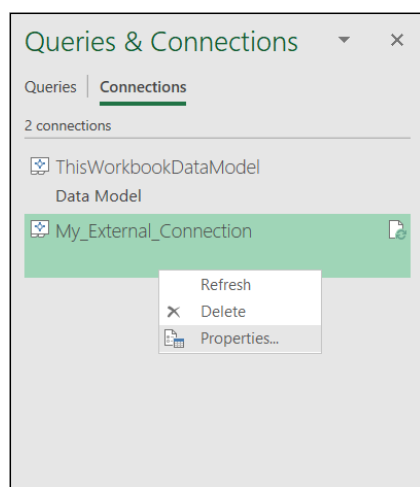 Queries & Connections
Queries Connections
2 connections
ThisWorkbookDataModel
Data Model
My_External_Connection
Refresh
Delete
Properties...